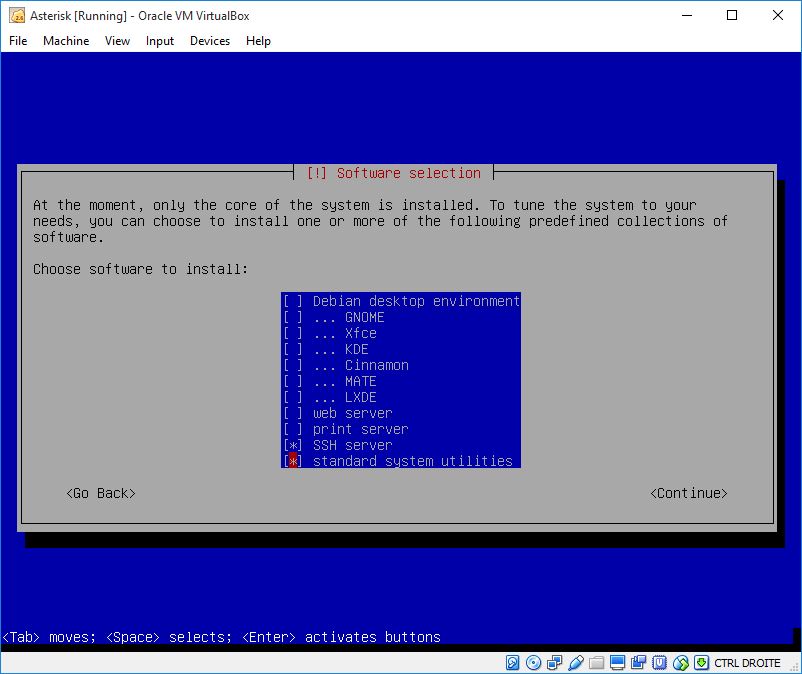 Asterisk [Running] - Oracle VM VirtualBox
File Machine View Input Devices Help
[!] Software selection
At the moment, only the core of the system is installed. To tune the system to your
needs, you can choose to install one or more of the following predefined collections of
software.
Choose software to install:
[ ] Debian desktop environment
[ ] ... GNOME
[ ] ... Xfce
[ ] ... KDE
[ ] ... Cinnamon
[ ] ... MATE
[ ] ... LXDE
[ ] web server
[ ] print server
[*] SSH server
[*] standard system utilities
<Go Back> <Continue>
<Tab> moves; <Space> selects; <Enter> activates buttons
CTRL DROITE